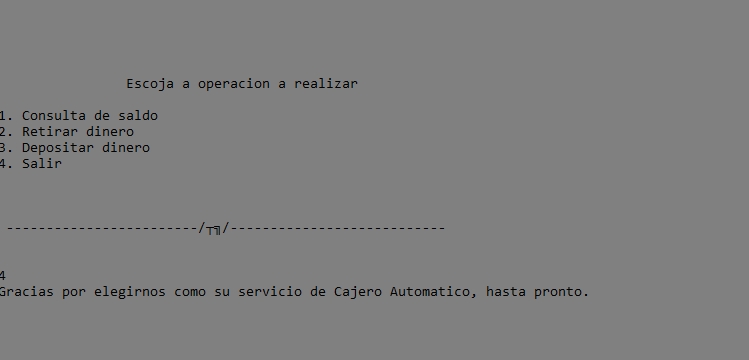 Escoja a operacion a realizar
1. Consulta de saldo
2. Retirar dinero
3. Depositar dinero
4. Salir
------------------------/┬╗/---------------------------
4
Gracias por elegirnos como su servicio de Cajero Automatico, hasta pronto.